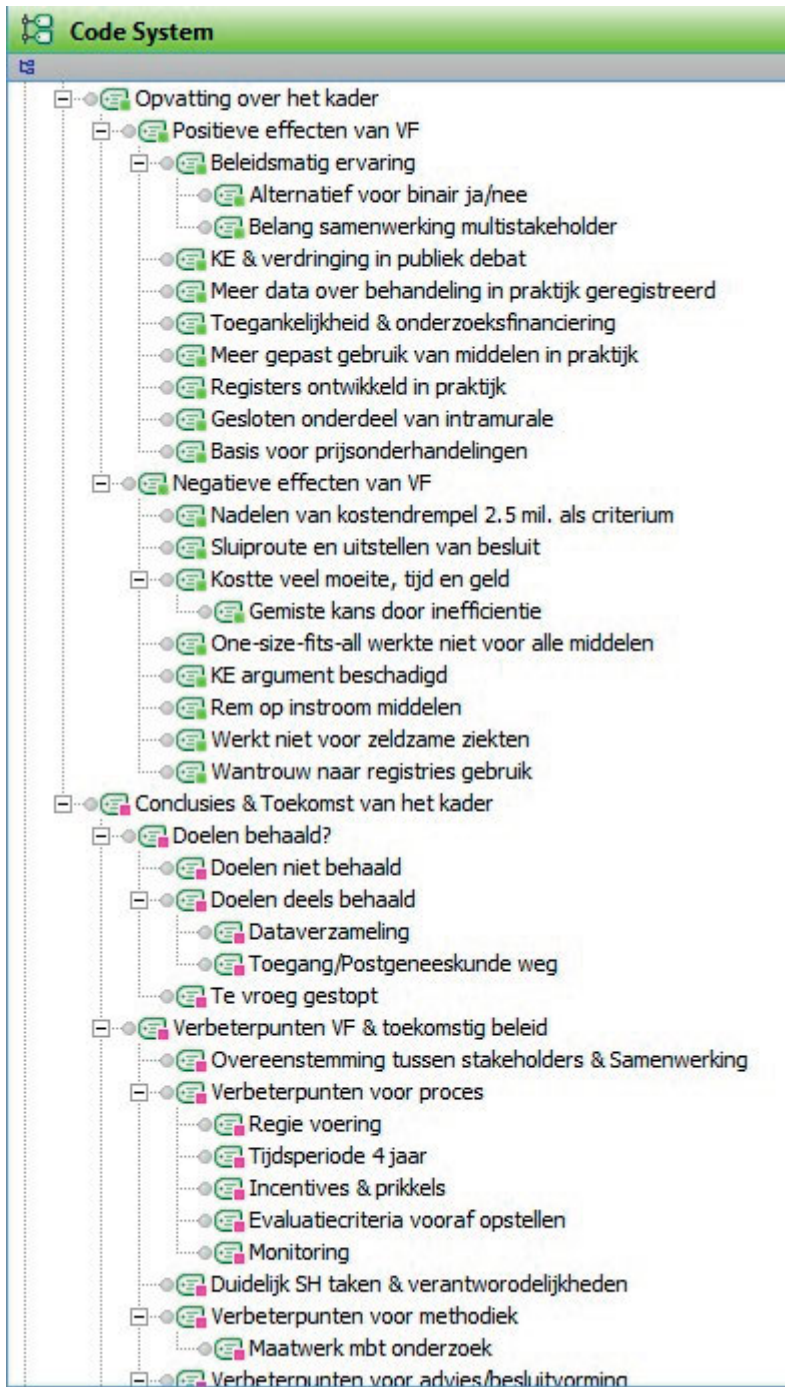 Code System
Opvatting over het kader
Positieve effecten van VF
Beleidsmatig ervaring
Alternatief voor binair ja/nee
Belang samenwerking multistakeholder
KE & verdringing in publiek debat
Meer data over behandeling in praktijk geregistreerd
Toegankelijkheid & onderzoeksfinanciering
Meer gepast gebruik van middelen in praktijk
Registers ontwikkeld in praktijk
Gesloten onderdeel van intramurale
Basis voor prijsonderhandelingen
Negatieve effecten van VF
Nadelen van kostendrempel 2.5 mil. als criterium
Sluiproute en uitstellen van besluit
Kostte veel moeite, tijd en geld
Gemiste kans door inefficientie
One-size-fits-all werkte niet voor alle middelen
KE argument beschadigd
Rem op instroom middelen
Werkt niet voor zeldzame ziekten
Wantrouw naar registries gebruik
Conclusies & Toekomst van het kader
Doelen behaald?
Doelen niet behaald
Doelen deels behaald
Dataverzameling
Toegang/Postgeneeskunde weg
Te vroeg gestopt
Verbeterpunten VF & toekomstig beleid
Overeenstemming tussen stakeholders & Samenwerking
Verbeterpunten voor proces
Regie voering
Tijdsperiode 4 jaar
Incentives & prikkels
Evaluatiecriteria vooraf opstellen
Monitoring
Duidelijk SH taken & verantworodelijkheden
Verbeterpunten voor methodiek
Maatwerk mbt onderzoek
Verbeterpunten voor advies/besluitvorming